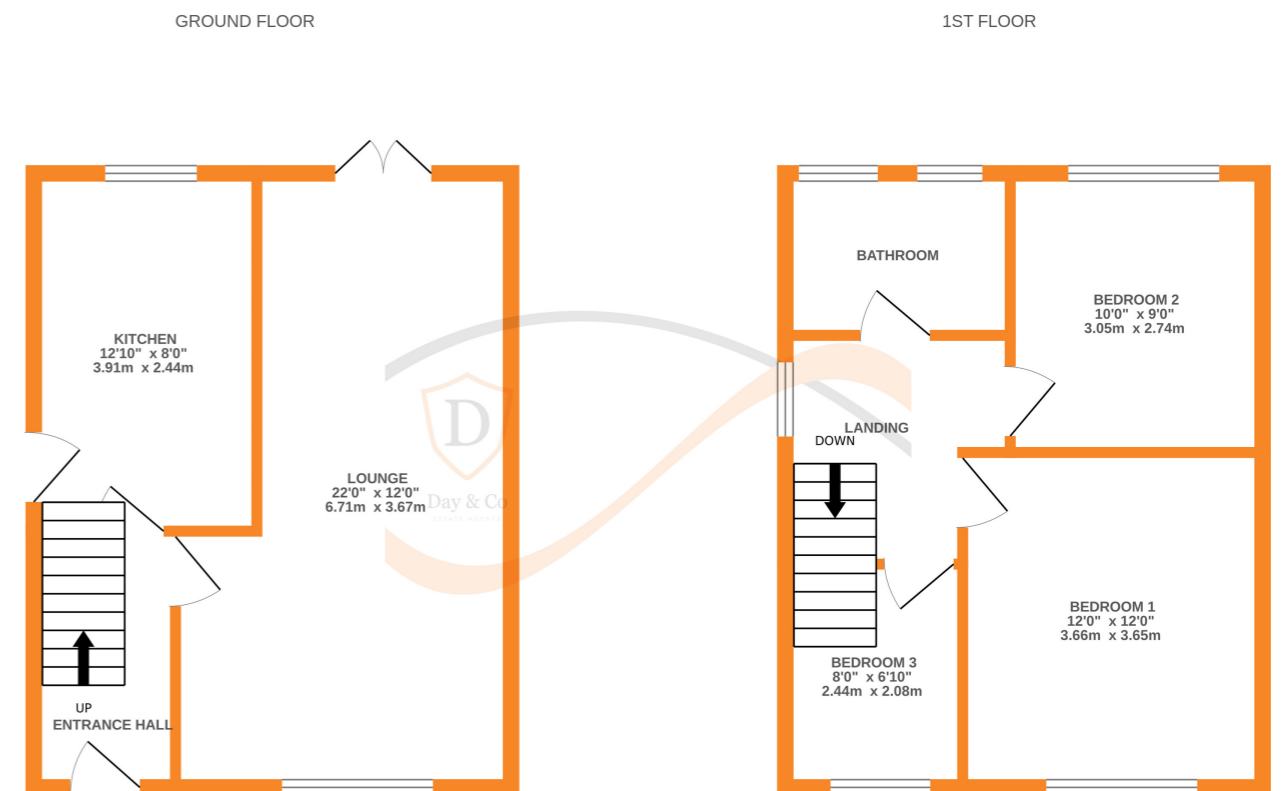 GROUND FLOOR
1ST FLOOR
KITCHEN
12'10" x 8'0"
3.91m x 2.44m
LOUNGE
22'0" x 12'0"
6.71m x 3.67m
UP
ENTRANCE HALL
D
Day & Co
BATHROOM
BEDROOM 2
10'0" x 9'0"
3.05m x 2.74m
LANDING
DOWN
BEDROOM 1
12'0" x 12'0"
3.66m x 3.65m
BEDROOM 3
8'0" x 6'10"
2.44m x 2.08m